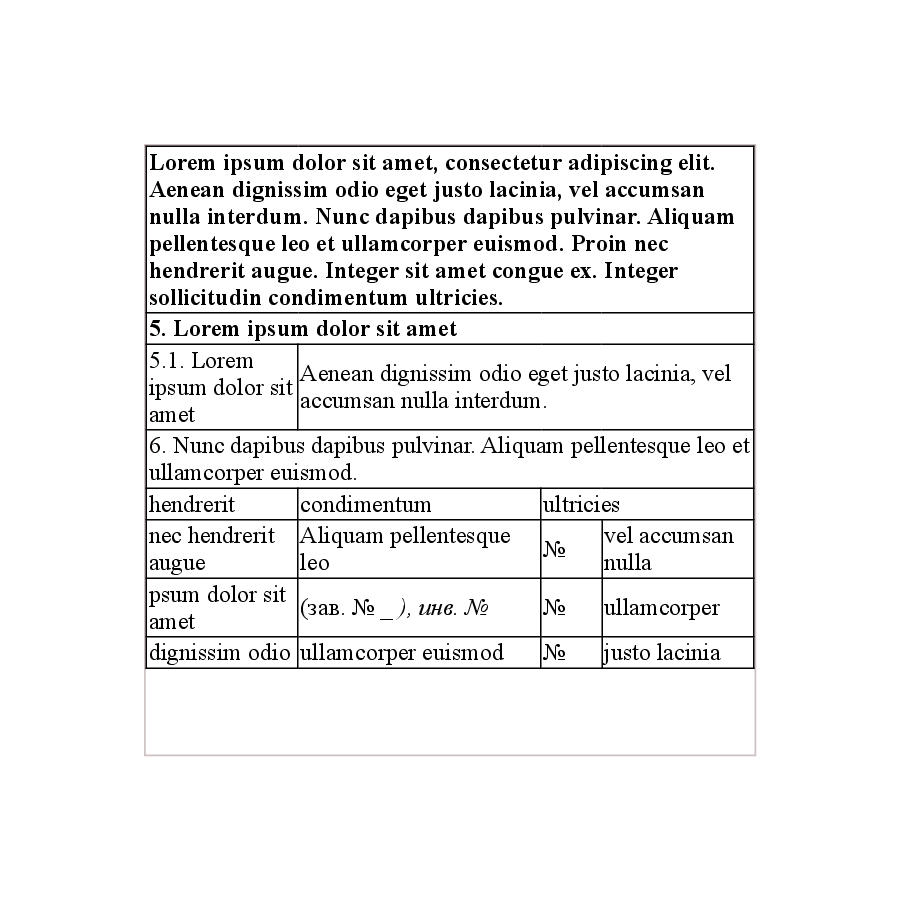 Lorem ipsum dolor sit amet, consectetur adipiscing elit.
Aenean dignissim odio eget justo lacinia, vel accumsan
nulla interdum. Nunc dapibus dapibus pulvinar. Aliquam
pellentesque leo et ullamcorper euismod. Proin nec
hendrerit augue. Integer sit amet congue ex. Integer
sollicitudin condimentum ultricies.
5. Lorem ipsum dolor sit amet
5.1. Lorem
ipsum dolor sit
amet
Aenean dignissim odio eget justo lacinia, vel
accumsan nulla interdum.
6. Nunc dapibus dapibus pulvinar. Aliquam pellentesque leo et
ullamcorper euismod.
hendrerit condimentum ultricies
nec hendrerit
augue
Aliquam pellentesque
leo
№
vel accumsan
nulla
psum dolor sit
amet
(зав. № _ ), инв. №
№
ullamcorper
dignissim odio ullamcorper euismod № justo lacinia